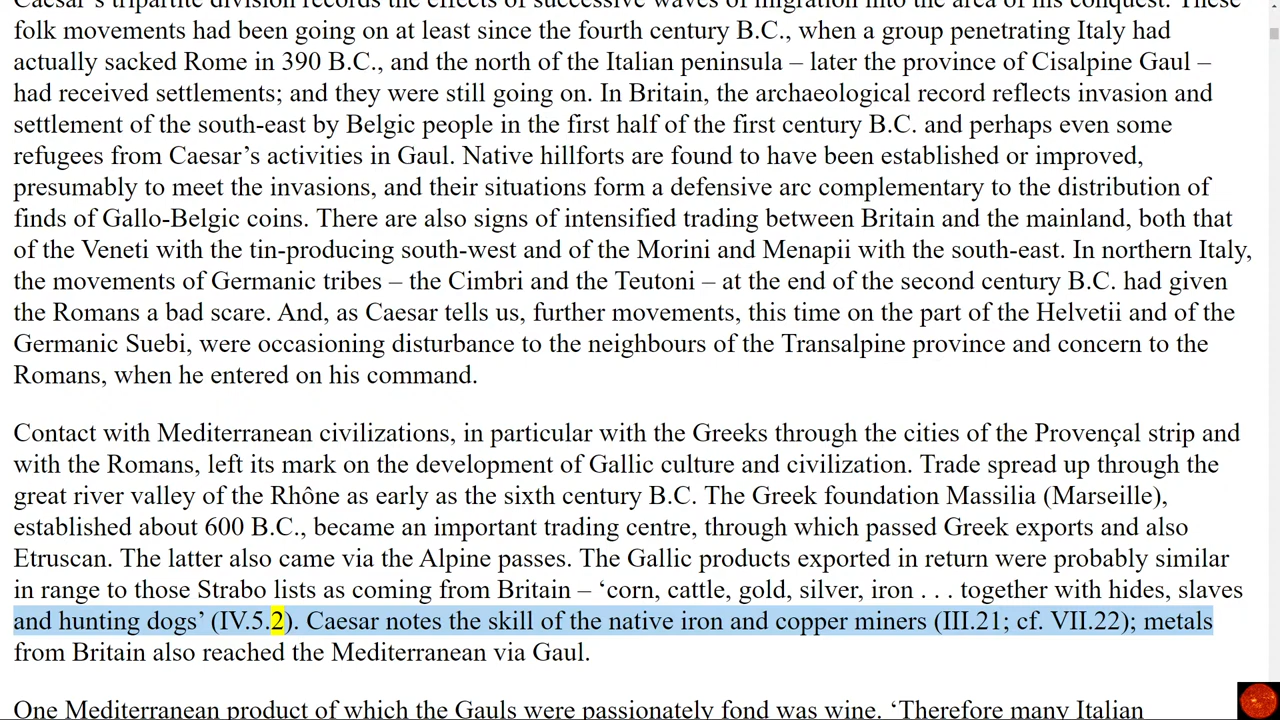 Caesar's tripartite division records the effects of successive waves of migration into the area of his conquest. These
folk movements had been going on at least since the fourth century B.C., when a group penetrating Italy had
actually sacked Rome in 390 B.C., and the north of the Italian peninsula – later the province of Cisalpine Gaul –
had received settlements; and they were still going on. In Britain, the archaeological record reflects invasion and
settlement of the south-east by Belgic people in the first half of the first century B.C. and perhaps even some
refugees from Caesar’s activities in Gaul. Native hillforts are found to have been established or improved,
presumably to meet the invasions, and their situations form a defensive arc complementary to the distribution of
finds of Gallo-Belgic coins. There are also signs of intensified trading between Britain and the mainland, both that
of the Veneti with the tin-producing south-west and of the Morini and Menapii with the south-east. In northern Italy,
the movements of Germanic tribes – the Cimbri and the Teutoni – at the end of the second century B.C. had given
the Romans a bad scare. And, as Caesar tells us, further movements, this time on the part of the Helvetii and of the
Germanic Suebi, were occasioning disturbance to the neighbours of the Transalpine province and concern to the
Romans, when he entered on his command.
Contact with Mediterranean civilizations, in particular with the Greeks through the cities of the Provençal strip and
with the Romans, left its mark on the development of Gallic culture and civilization. Trade spread up through the
great river valley of the Rhône as early as the sixth century B.C. The Greek foundation Massilia (Marseille),
established about 600 B.C., became an important trading centre, through which passed Greek exports and also
Etruscan. The latter also came via the Alpine passes. The Gallic products exported in return were probably similar
in range to those Strabo lists as coming from Britain – ‘corn, cattle, gold, silver, iron . . . together with hides, slaves
and hunting dogs’ (IV.5.2). Caesar notes the skill of the native iron and copper miners (III.21; cf. VII.22); metals
from Britain also reached the Mediterranean via Gaul.
One Mediterranean product of which the Gauls were passionately fond was wine. ‘Therefore many Italian